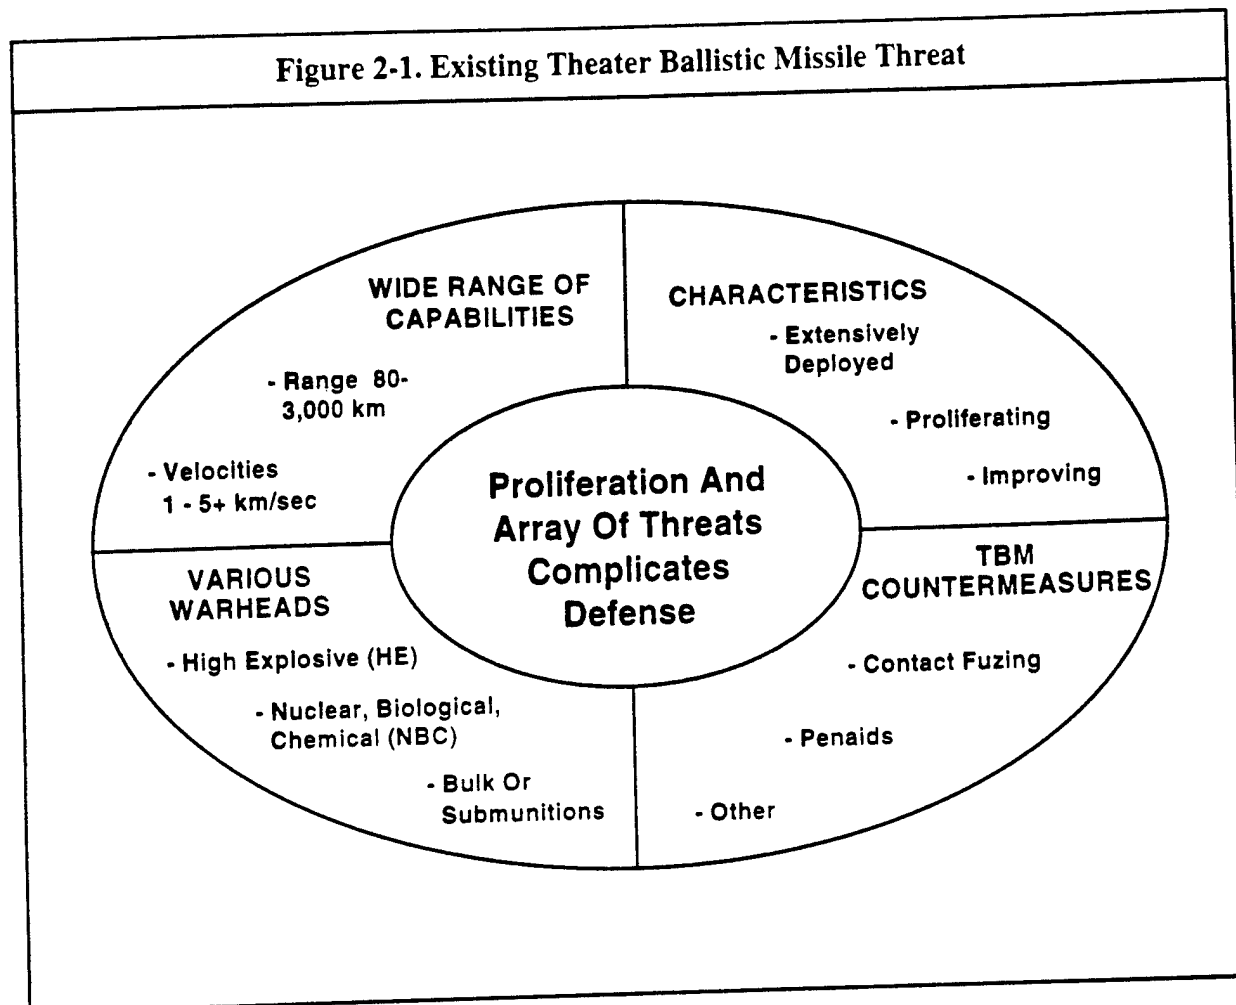 Figure 2-1. Existing Theater Ballistic Missile Threat
WIDE RANGE OF
CAPABILITIES
- Range 80-
3,000 km
- Velocities
1 - 5+ km/sec
CHARACTERISTICS
- Extensively
Deployed
- Proliferating
- Improving
Proliferation And
Array Of Threats
Complicates
Defense
VARIOUS
WARHEADS
- High Explosive (HE)
- Nuclear, Biological,
Chemical (NBC)
- Bulk Or
Submunitions
TBM
COUNTERMEASURES
- Contact Fuzing
- Penaids
- Other